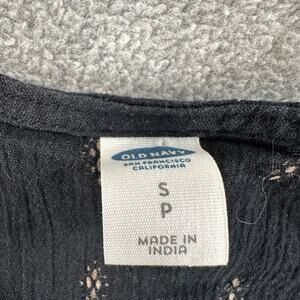 OLD NAVY
SAN FRANCISCO
CALIFORNIA
S
P
MADE IN
INDIA